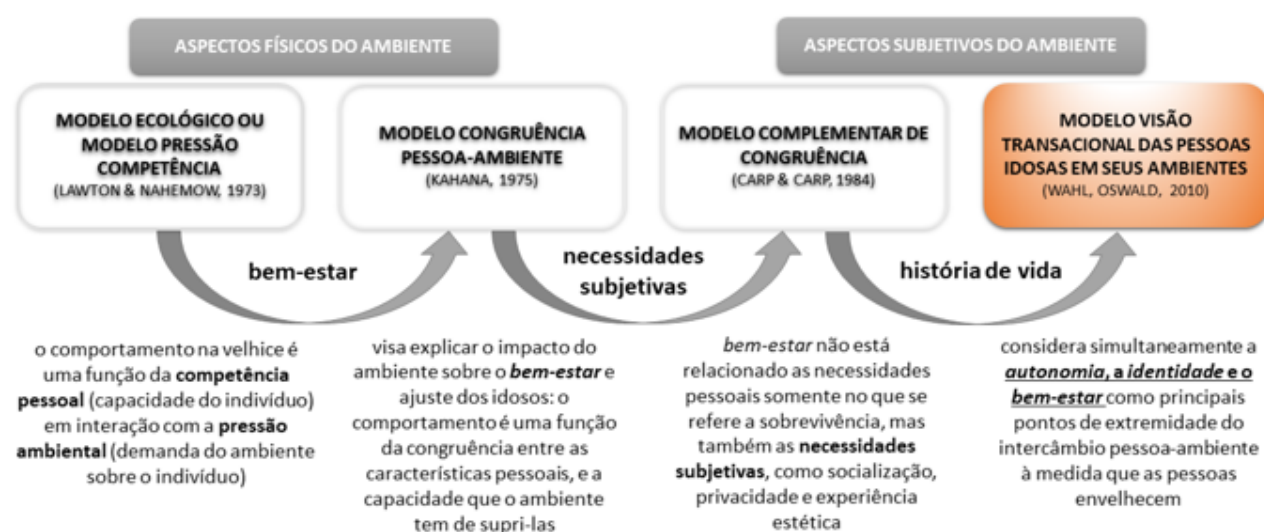 ASPECTOS FÍSICOS DO AMBIENTE
ASPECTOS SUBJETIVOS DO AMBIENTE
MODELO ECOLÓGICO OU
MODELO PRESSÃO
COMPETÊNCIA
(LAWTON & NAHEMOW, 1973)
MODELO CONGRUÊNCIA
PESSOA-AMBIENTE
(KAHANA, 1975)
MODELO COMPLEMENTAR DE
CONGRUÊNCIA
(CARP & CARP, 1984)
MODELO VISÃO
TRANSACIONAL DAS PESSOAS
IDOSAS EM SEUS AMBIENTES
(WAHL, OSWALD, 2010)
bem-estar
necessidades
subjetivas
história de vida
o comportamento na velhice é
uma função da competência
pessoal (capacidade do indivíduo)
em interação com a pressão
ambiental (demanda do ambiente
sobre o indivíduo)
visa explicar o impacto do
ambiente sobre o bem-estar e
ajuste dos idosos: o
comportamento é uma função
da congruência entre as
características pessoais, e a
capacidade que o ambiente
tem de supri-las
bem-estar não está
relacionado as necessidades
pessoais somente no que se
refere a sobrevivência, mas
também as necessidades
subjetivas, como socialização,
privacidade e experiência
estética
considera simultaneamente a
autonomia, a identidade e o
bem-estar como principais
pontos de extremidade do
intercâmbio pessoa-ambiente
à medida que as pessoas
envelhecem